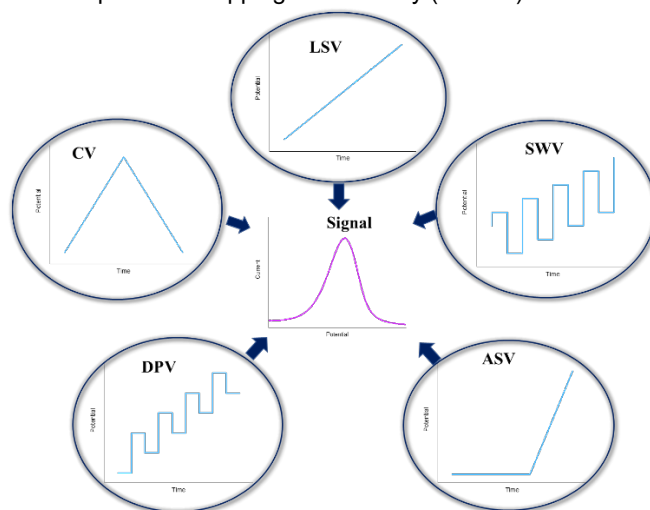 LSV
Potential
Time
CV
Potential
Time
SWV
Potential
Time
Signal
Current
Potential
DPV
Potential
Time
ASV
Potential
Time